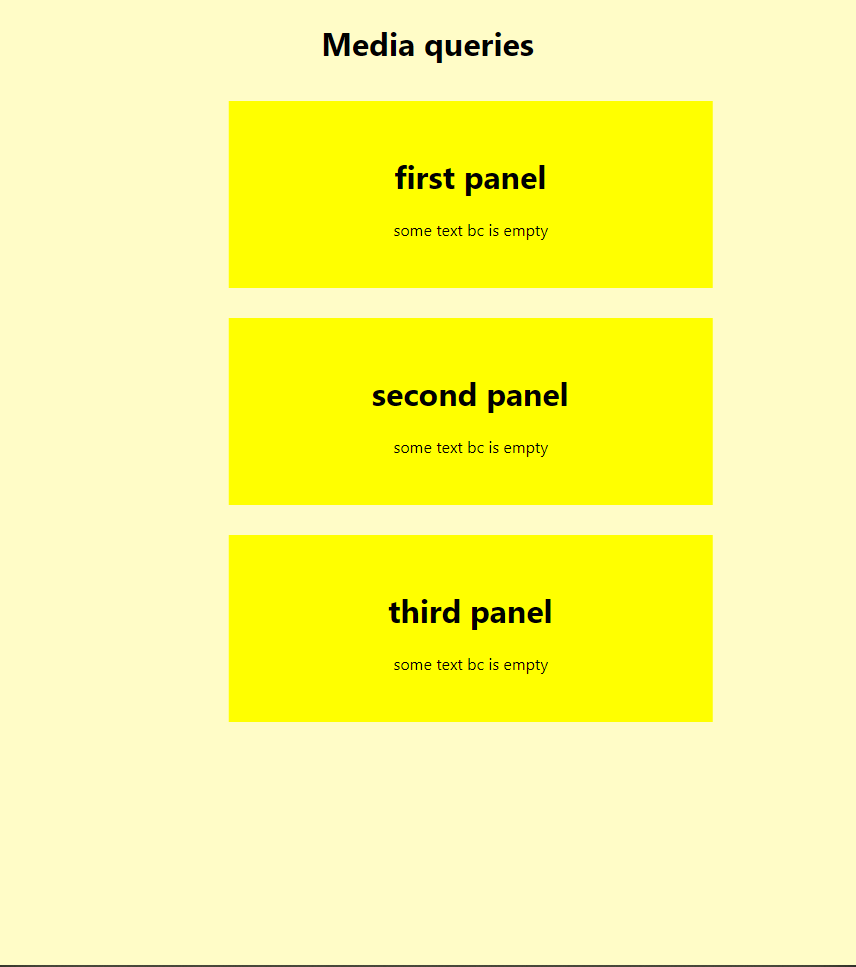 Media queries
first panel
some text bc is empty
second panel
some text bc is empty
third panel
some text bc is empty